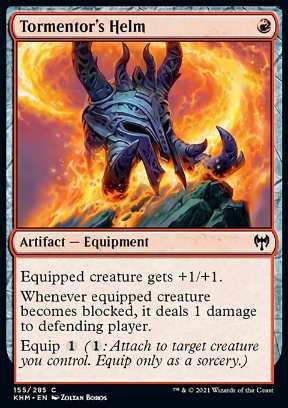 Tormentor's Helm
Artifact — Equipment
Equipped creature gets +1/+1.
Whenever equipped creature
becomes blocked, it deals 1 damage
to defending player.
Equip 1 (1: Attach to target creature
you control. Equip only as a sorcery.)
155/285 C
KHM • EN Zoltan Boros
™ & © 2021 Wizards of the Coast